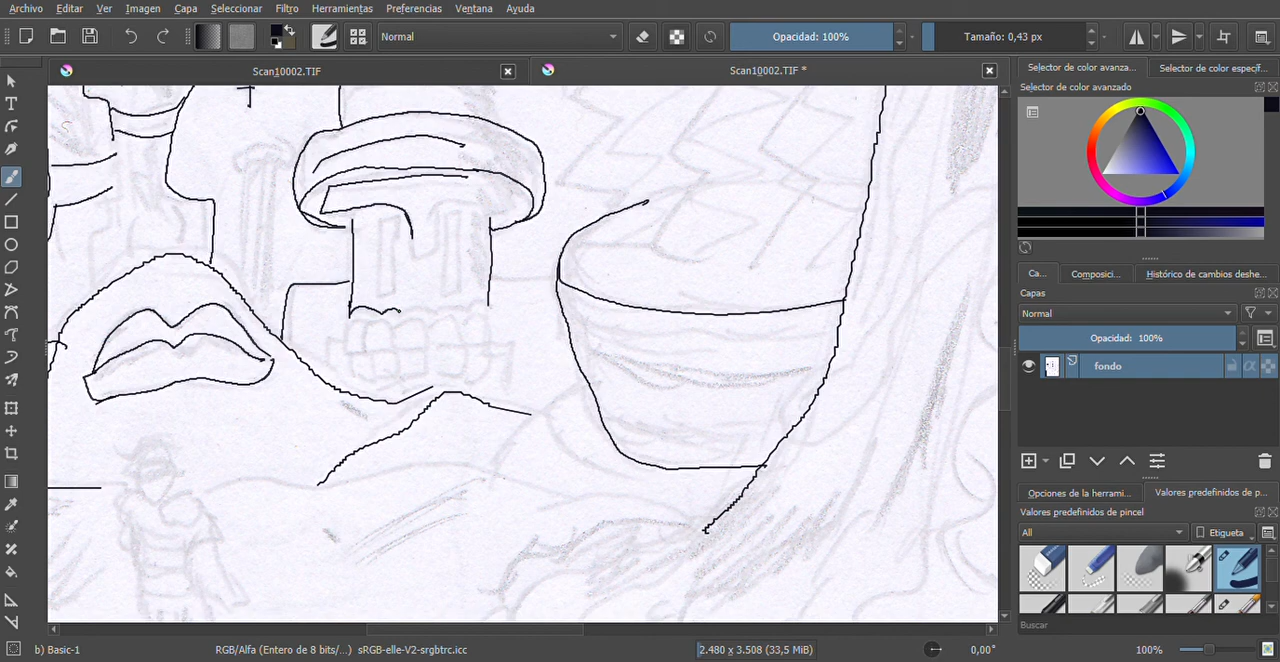 Archivo Editar Ver Imagen Capa Seleccionar Filtro Herramientas Preferencias Ventana Ayuda
Normal Opacidad: 100% Tamaño: 0,43 px
Scan10002.TIF Scan10002.TIF *
Selector de color avanza... Selector de color específ...
Selector de color avanzado
Ca... Composici... Histórico de cambios deshe...
Capas
Normal
Opacidad: 100%
fondo
Opciones de la herrami... Valores predefinidos de p...
Valores predefinidos de pincel
All Etiqueta
Buscar
b) Basic-1 RGB/Alfa (Entero de 8 bits/...) sRGB-elle-V2-srgbtrc.icc 2.480 x 3.508 (33,5 MiB) 0,00° 100%